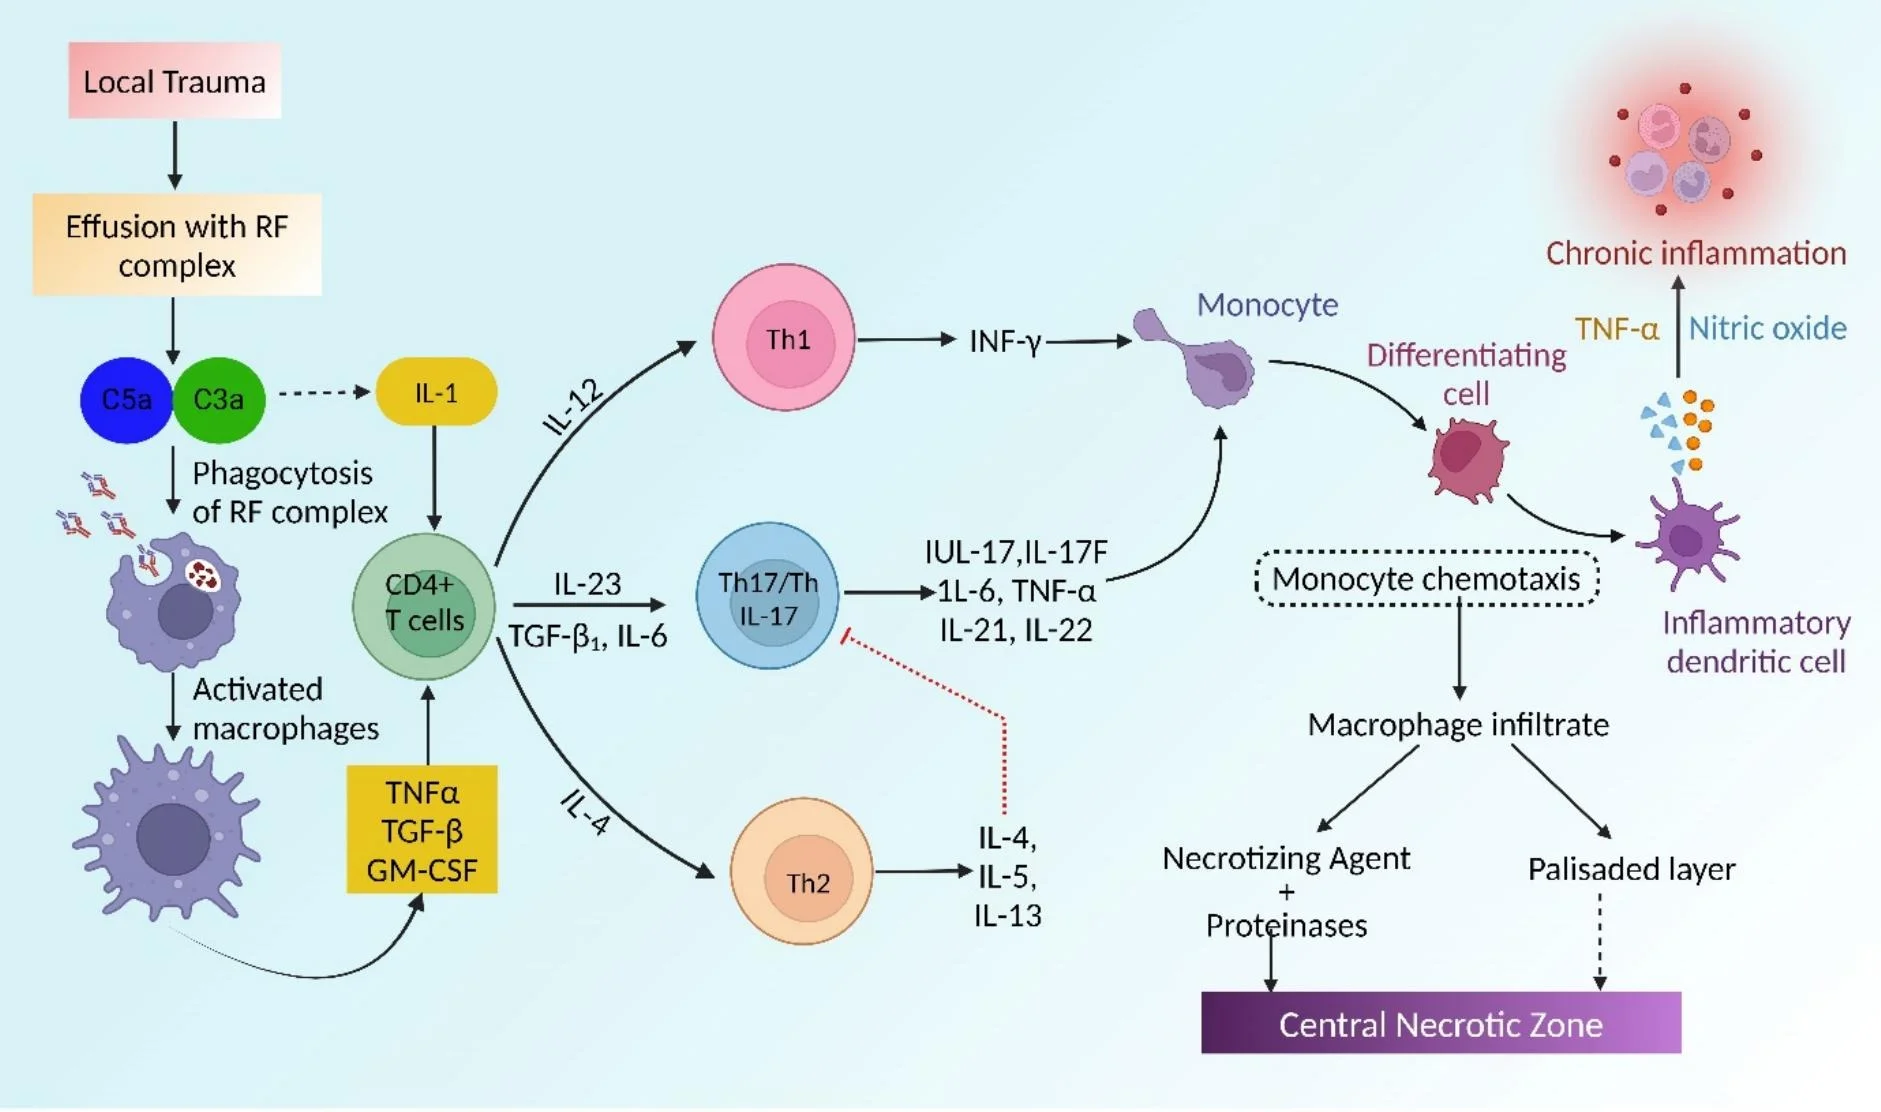 Local Trauma
Effusion with RF
complex
C5a
C3a
IL-1
Phagocytosis
of RF complex
Activated
macrophages
TNFα
TGF-β
GM-CSF
CD4+
T cells
IL-12
IL-23
TGF-β₁, IL-6
IL-4
Th1
INF-γ
Th17/Th
IL-17
IUL-17,IL-17F
1L-6, TNF-α
IL-21, IL-22
Th2
IL-4,
IL-5,
IL-13
Monocyte
Differentiating
cell
Inflammatory
dendritic cell
TNF-α
Nitric oxide
Chronic inflammation
Monocyte chemotaxis
Macrophage infiltrate
Necrotizing Agent
+
Proteinases
Palisaded layer
Central Necrotic Zone